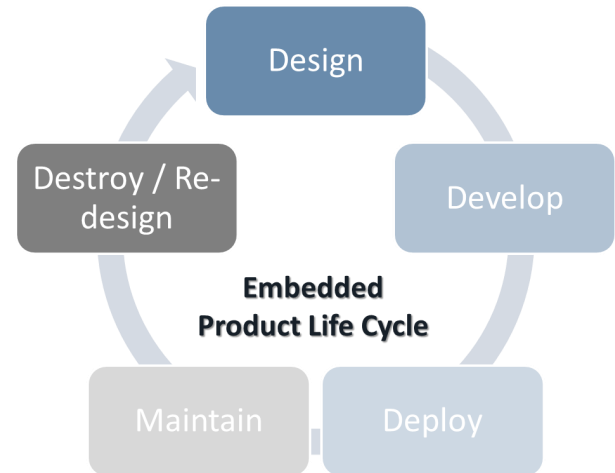 Design
Develop
Deploy
Maintain
Destroy / Re-
design
Embedded
Product Life Cycle